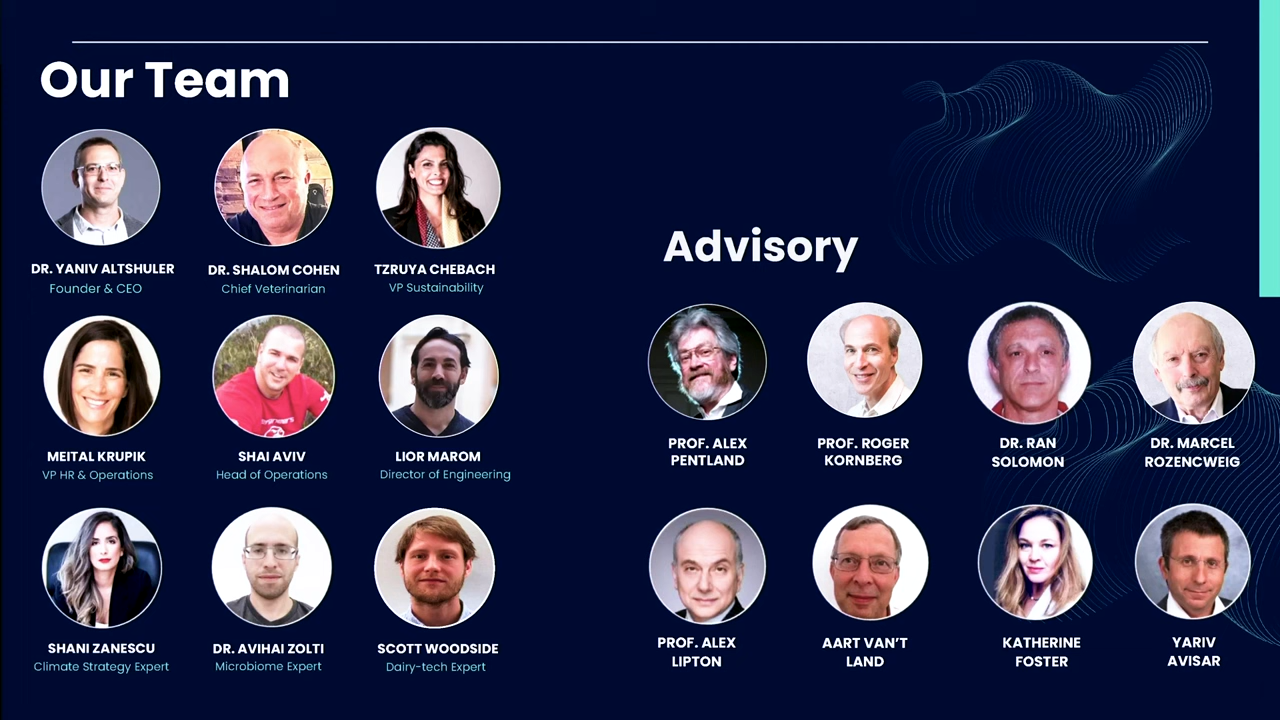 Our Team
DR. YANIV ALTSHULER
Founder & CEO
DR. SHALOM COHEN
Chief Veterinarian
TZRUYA CHEBACH
VP Sustainability
MEITAL KRUPIK
VP HR & Operations
SHAI AVIV
Head of Operations
LIOR MAROM
Director of Engineering
SHANI ZANESCU
Climate Strategy Expert
DR. AVIHAI ZOLTI
Microbiome Expert
SCOTT WOODSIDE
Dairy-tech Expert
Advisory
PROF. ALEX
PENTLAND
PROF. ROGER
KORNBERG
DR. RAN
SOLOMON
DR. MARCEL
ROZENCWEIG
PROF. ALEX
LIPTON
AART VAN'T
LAND
KATHERINE
FOSTER
YARIV
AVISAR